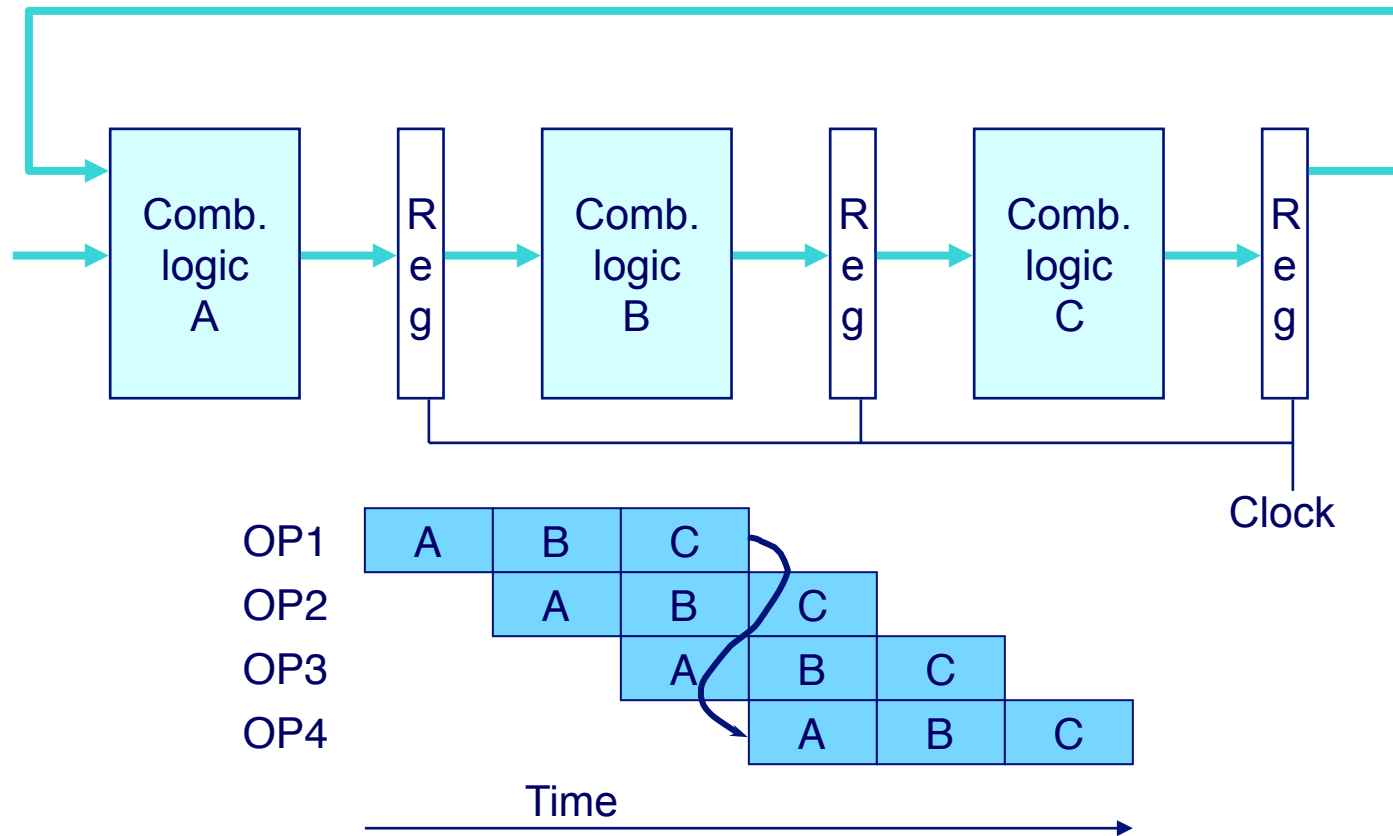 Comb.
logic
A
R
e
g
Comb.
logic
B
R
e
g
Comb.
logic
C
R
e
g
Clock
OP1 A B C
OP2 A B C
OP3 A B C
OP4 A B C
Time